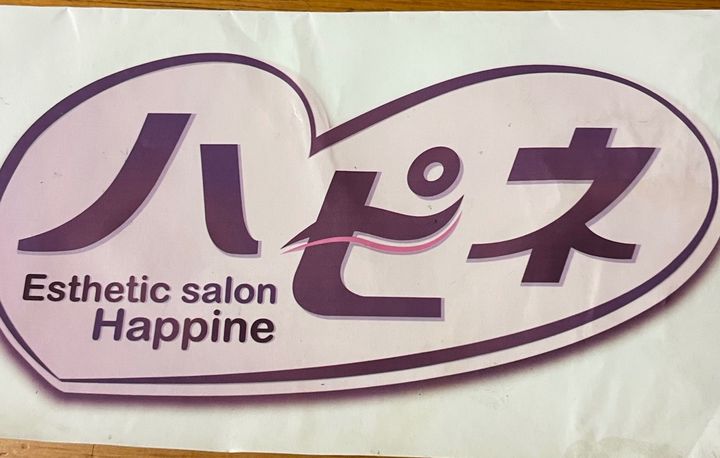 ハピネ
Esthetic salon
Happine